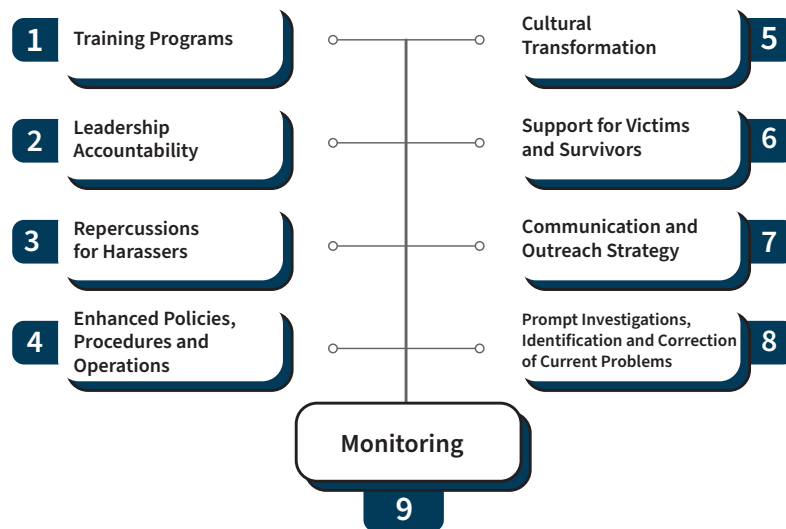 1
Training Programs
2
Leadership
Accountability
3
Repercussions
for Harassers
4
Enhanced Policies,
Procedures and
Operations
Cultural
Transformation
5
Support for Victims
and Survivors
6
Communication and
Outreach Strategy
7
Prompt Investigations,
Identification and Correction
of Current Problems
8
Monitoring
9